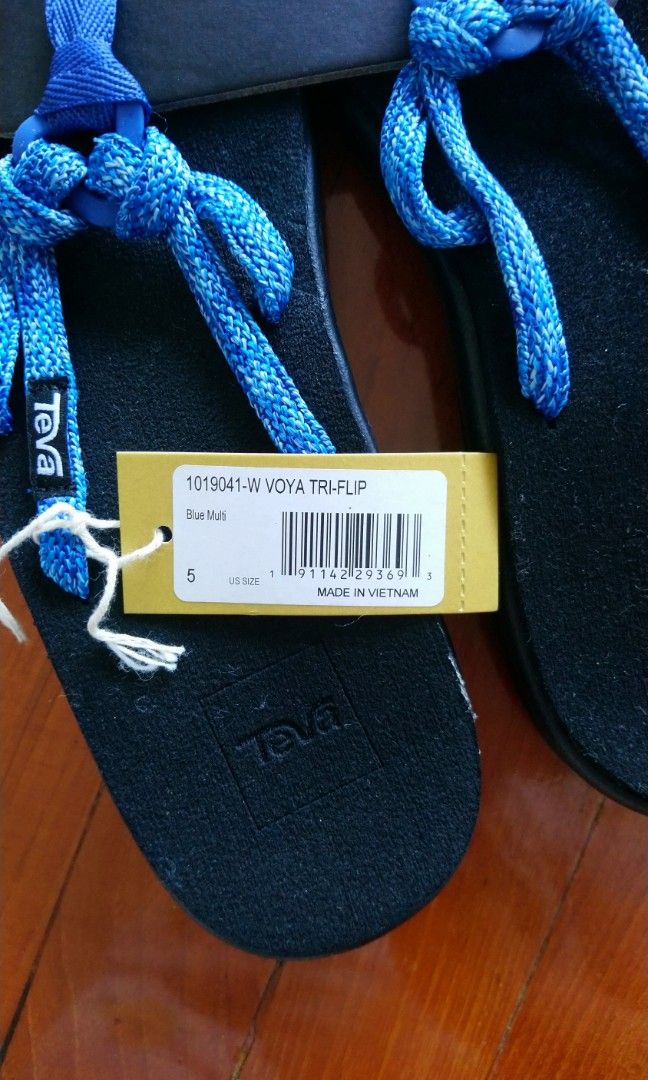 Teva
1019041-W VOYA TRI-FLIP
Blue Multi
5 US SIZE
1 91142 29369 3
MADE IN VIETNAM
Teva